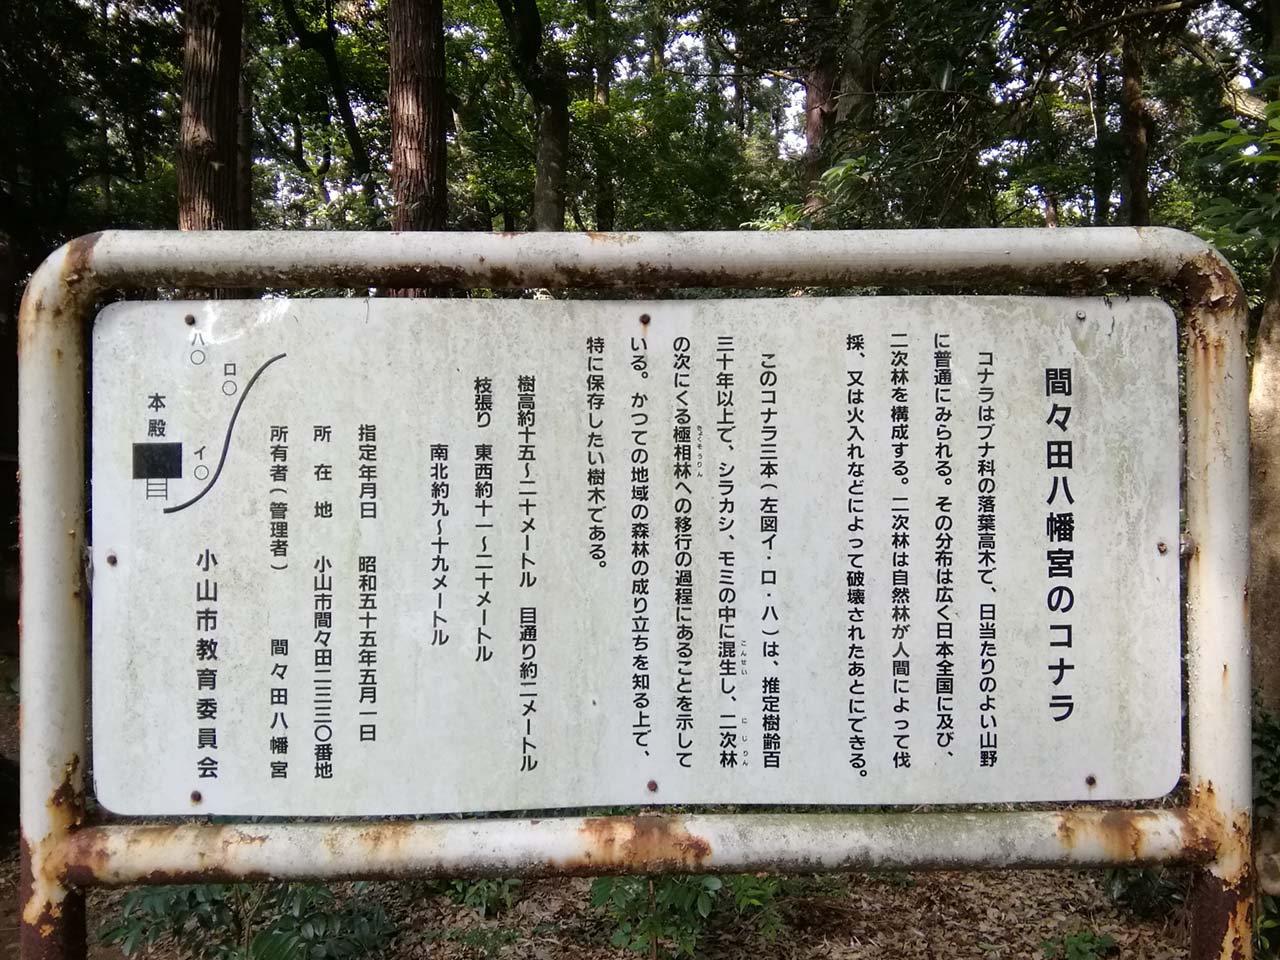 間々田八幡宮のコナラ
コナラはブナ科の落葉高木で、日当たりのよい山野
に普通にみられる。その分布は広く日本全国に及び、
二次林を構成する。二次林は自然林が人間によって伐
採、又は火入れなどによって破壊されたあとにできる。
このコナラ三本（左図イ・ロ・ハ）は、推定樹齢百
三十年以上で、シラカシ、モミの中に混生し、二次林
こんせい
にじりん
の次にくる極相林への移行の過程にあることを示して
きょくそうりん
いる。かつての地域の森林の成り立ちを知る上で、
特に保存したい樹木である。
樹高約十五〜二十メートル 目通り約二メートル
枝張り 東西約十一〜二十メートル
南北約九〜十九メートル
指定年月日 昭和五十五年五月一日
所在地 小山市間々田二三三〇番地
所有者（管理者） 間々田八幡宮
小山市教育委員会
ハ○
ロ○
イ○
本殿